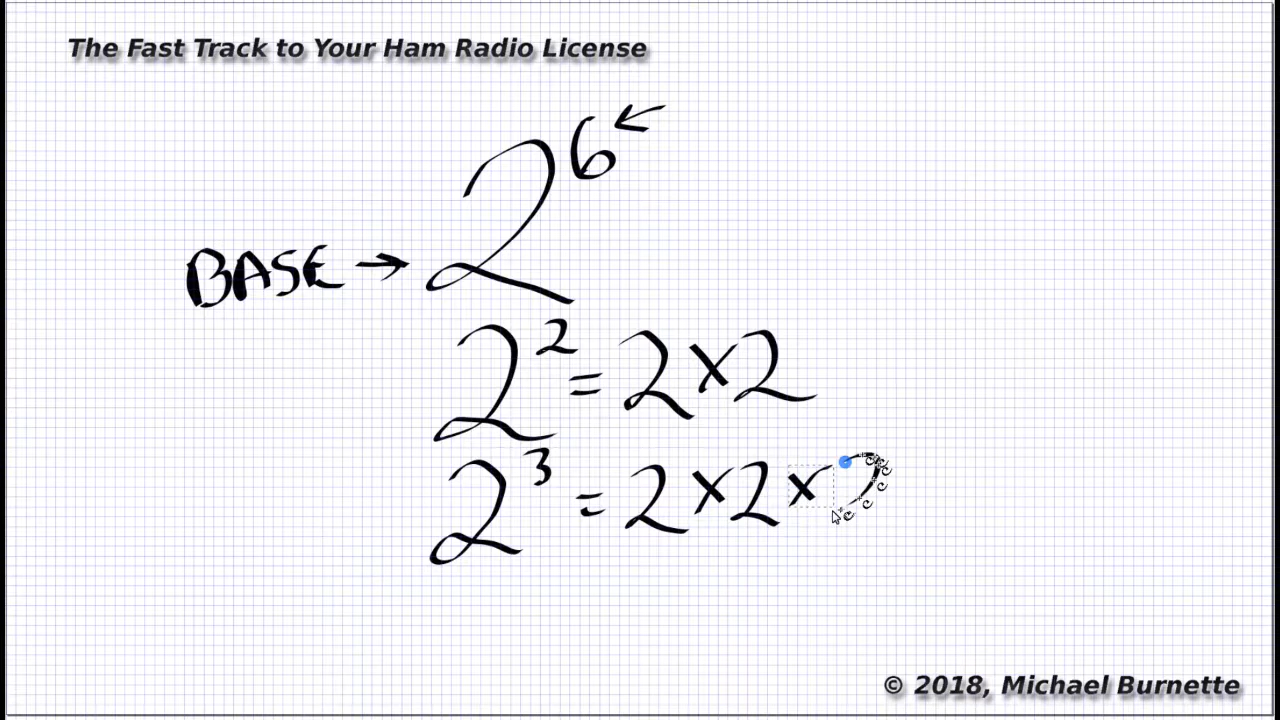 The Fast Track to Your Ham Radio License
2⁶ ←
BASE →
2² = 2 × 2
2³ = 2 × 2 × 2
© 2018, Michael Burnette